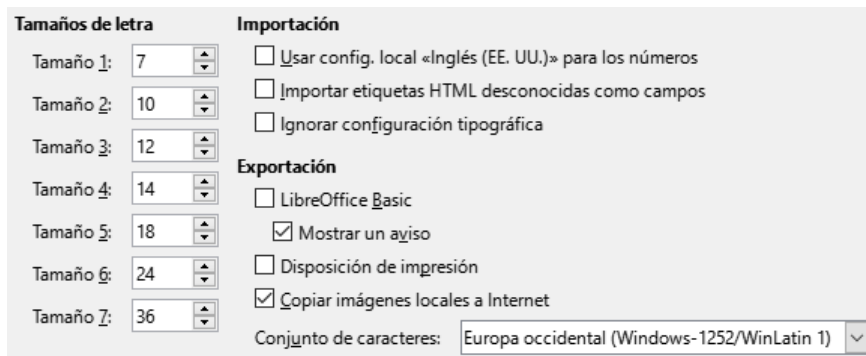 Tamaños de letra
Tamaño 1: 7
Tamaño 2: 10
Tamaño 3: 12
Tamaño 4: 14
Tamaño 5: 18
Tamaño 6: 24
Tamaño 7: 36
Importación
Usar config. local «Inglés (EE. UU.)» para los números
Importar etiquetas HTML desconocidas como campos
Ignorar configuración tipográfica
Exportación
LibreOffice Basic
Mostrar un aviso
Disposición de impresión
Copiar imágenes locales a Internet
Conjunto de caracteres: Europa occidental (Windows-1252/WinLatin 1)